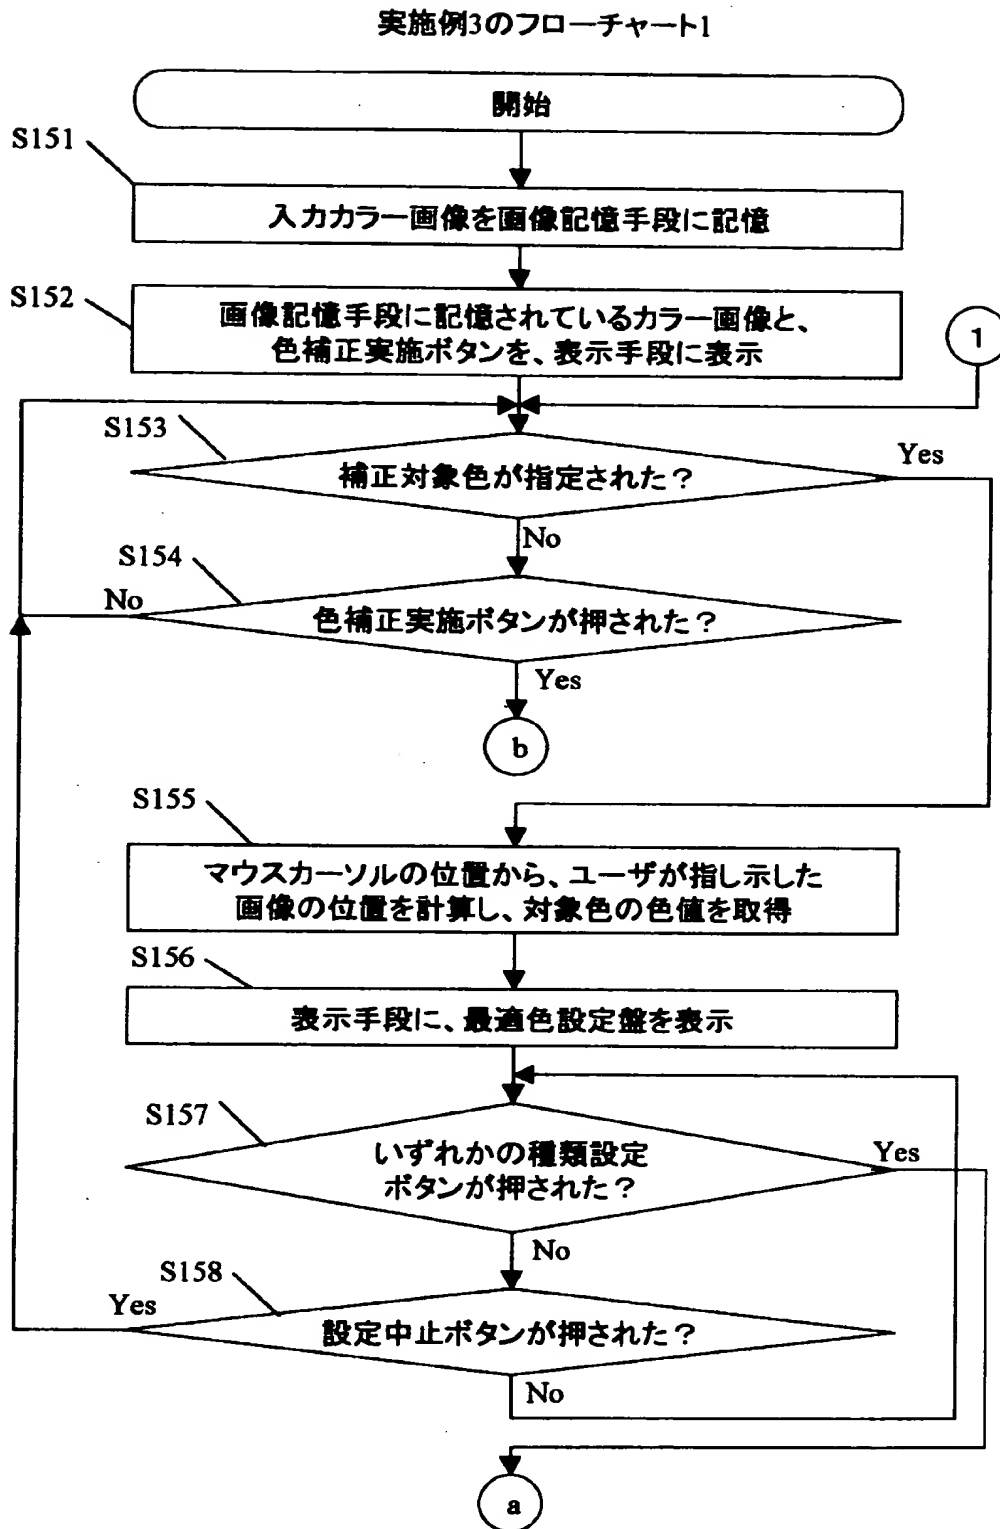 実施例3のフローチャート1
開始
S151
入力カラー画像を画像記憶手段に記憶
S152
画像記憶手段に記憶されているカラー画像と、
色補正実施ボタンを、表示手段に表示
1
S153
補正対象色が指定された？
Yes
No
S154
No
色補正実施ボタンが押された？
Yes
b
S155
マウスカーソルの位置から、ユーザが指し示した
画像の位置を計算し、対象色の色値を取得
S156
表示手段に、最適色設定盤を表示
S157
いずれかの種類設定
ボタンが押された？
Yes
No
S158
Yes
設定中止ボタンが押された？
No
a